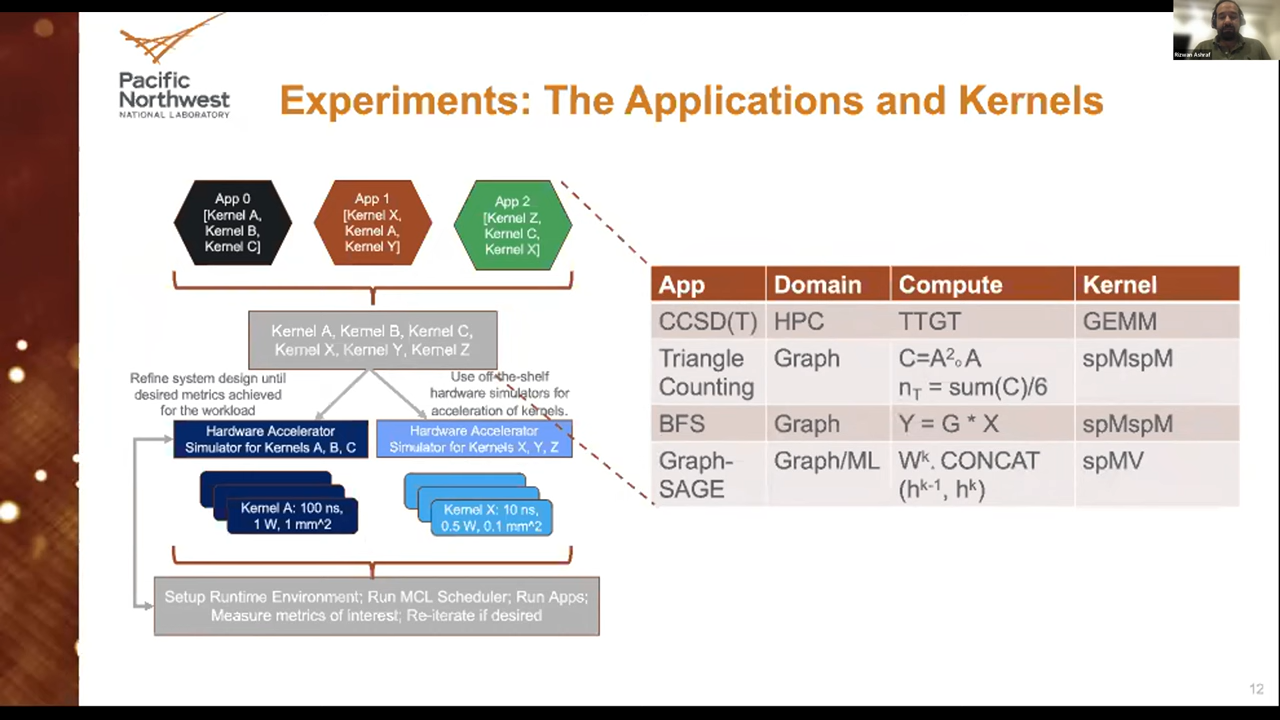 Pacific
Northwest
NATIONAL LABORATORY
Rizwan Ashraf
Experiments: The Applications and Kernels
App 0
[Kernel A,
Kernel B,
Kernel C]
App 1
[Kernel X,
Kernel A,
Kernel Y]
App 2
[Kernel Z,
Kernel C,
Kernel X]
Kernel A, Kernel B, Kernel C,
Kernel X, Kernel Y, Kernel Z
Refine system design until
desired metrics achieved
for the workload
Use off-the-shelf
hardware simulators for
acceleration of kernels.
Hardware Accelerator
Simulator for Kernels A, B, C
Hardware Accelerator
Simulator for Kernels X, Y, Z
Kernel A: 100 ns,
1 W, 1 mm^2
Kernel X: 10 ns,
0.5 W, 0.1 mm^2
Setup Runtime Environment; Run MCL Scheduler; Run Apps;
Measure metrics of interest; Re-iterate if desired
App Domain Compute Kernel
CCSD(T) HPC TTGT GEMM
Triangle Graph C=A²∘A spMspM
Counting n_T = sum(C)/6
BFS Graph Y = G * X spMspM
Graph- Graph/ML Wᵏ. CONCAT spMV
SAGE (hᵏ⁻¹, hᵏ)
12